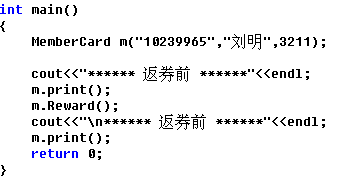 int main()
{
MemberCard m("10239965","刘明",3211);
cout<<"****** 返券前 ******"<<endl;
m.print();
m.Reward();
cout<<"\n****** 返券前 ******"<<endl;
m.print();
return 0;
}